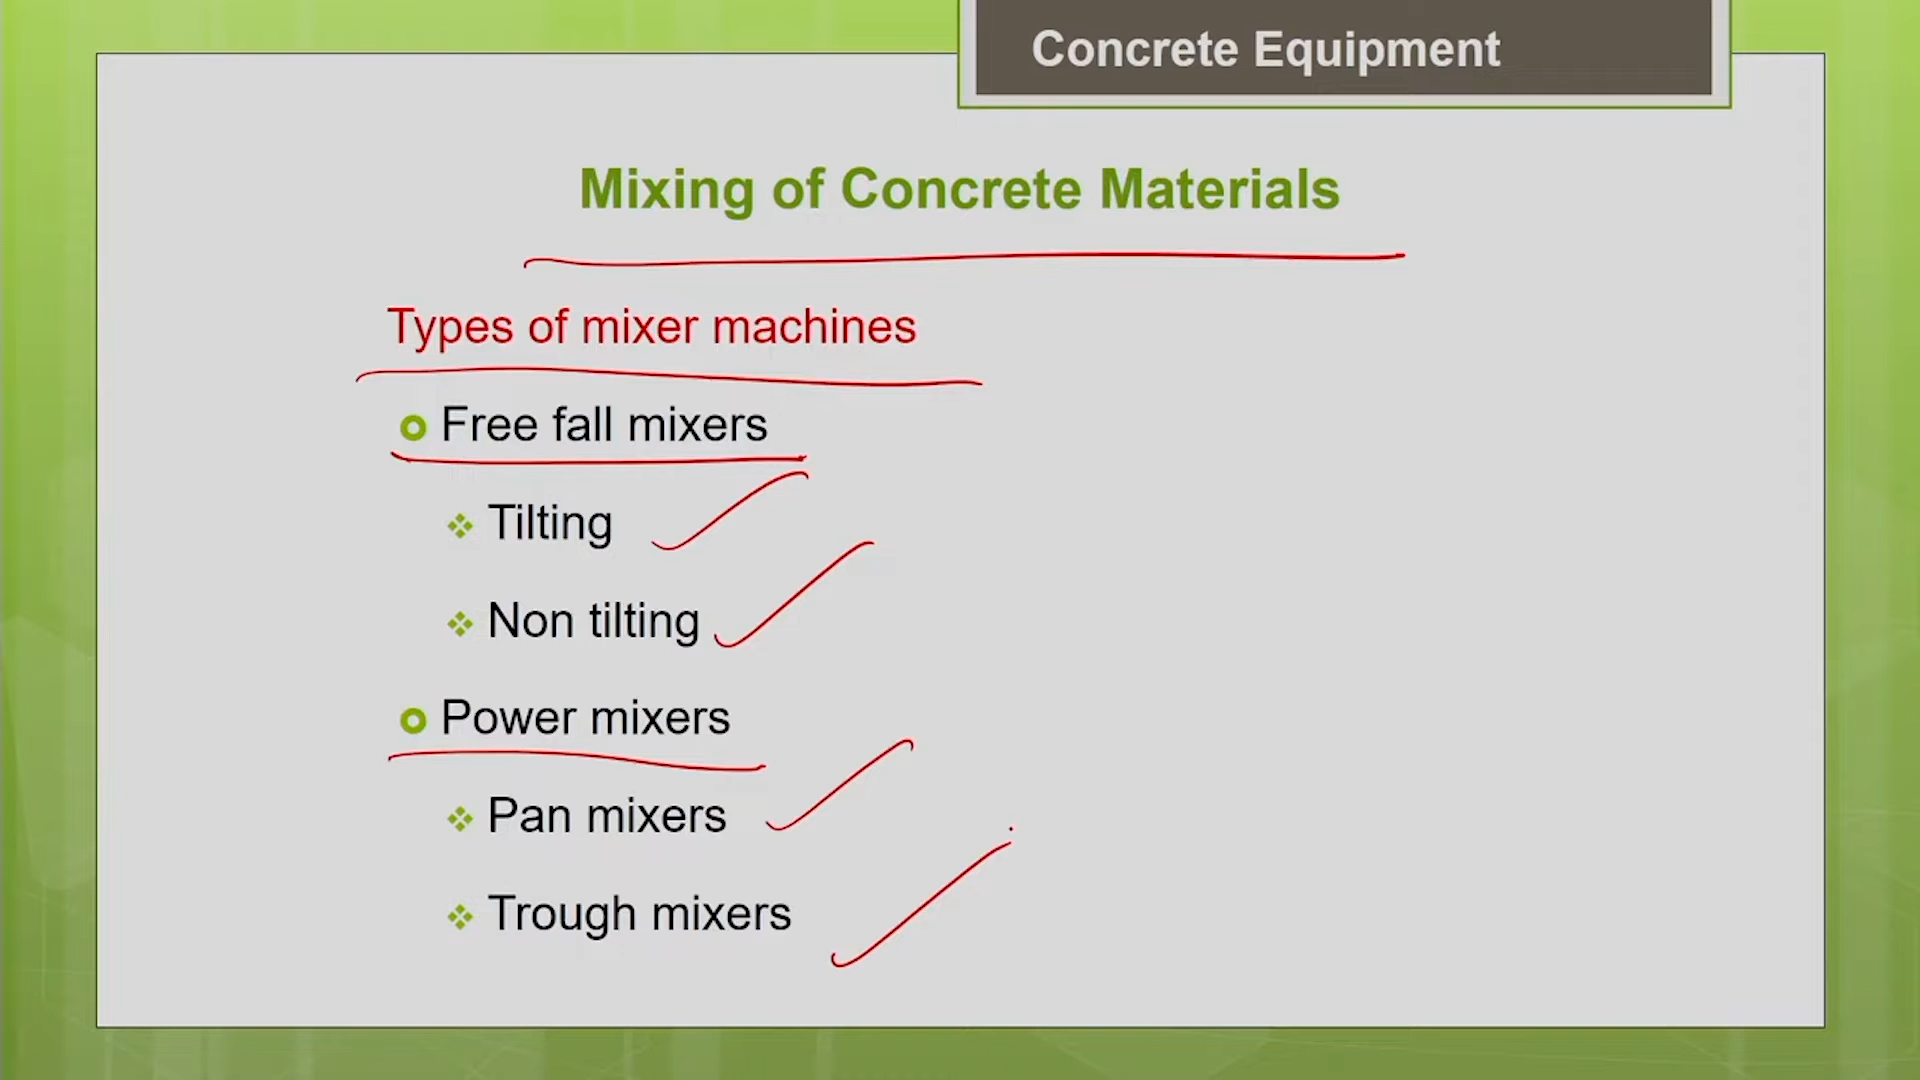 Concrete Equipment
Mixing of Concrete Materials
Types of mixer machines
Free fall mixers
Tilting
Non tilting
Power mixers
Pan mixers
Trough mixers